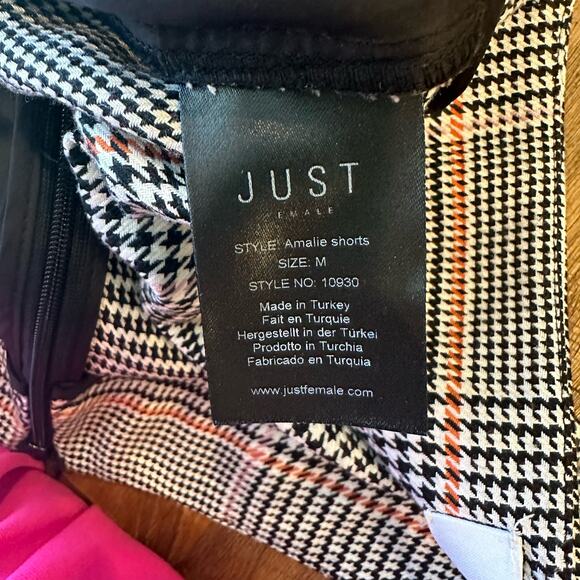 JUST
FEMALE
STYLE: Amalie shorts
SIZE: M
STYLE NO: 10930
Made in Turkey
Fait en Turquie
Hergestellt in der Türkei
Prodotto in Turchia
Fabricado en Turquia
www.justfemale.com